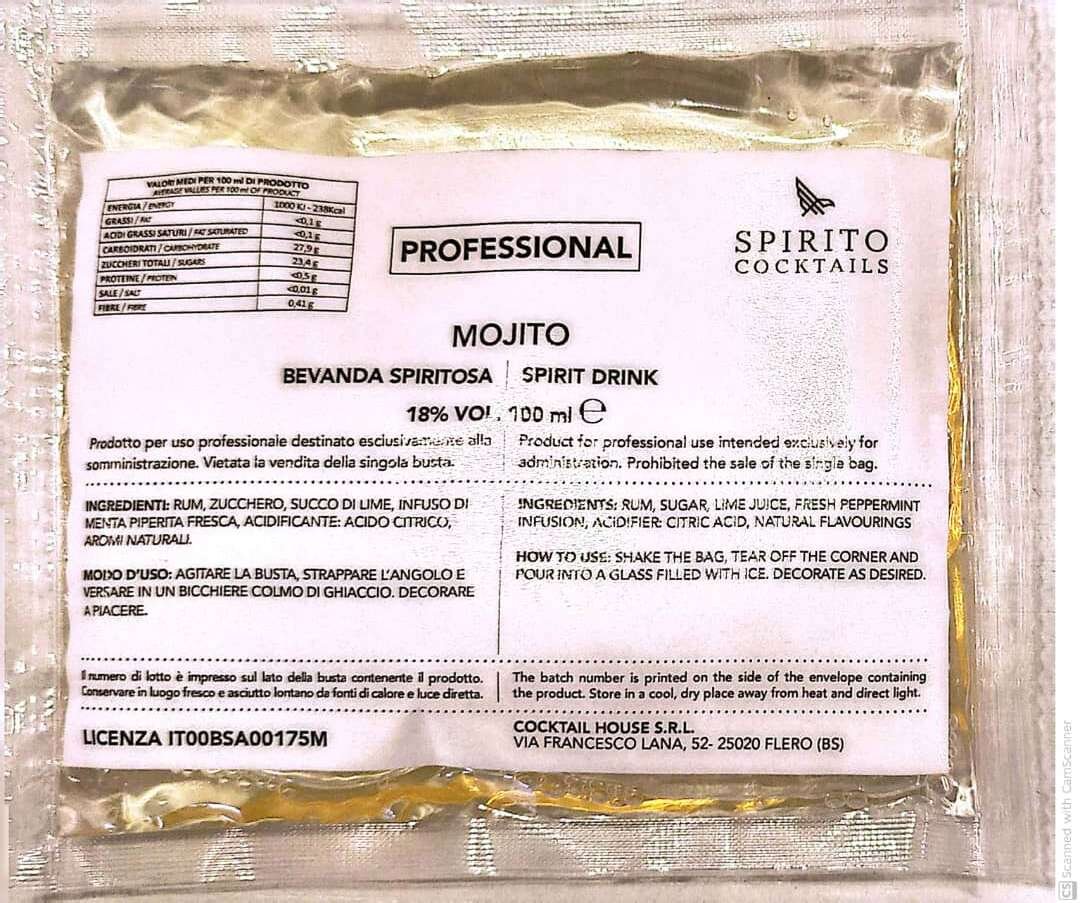 VALORI MEDI PER 100 ml DI PRODOTTO
AVERAGE VALUES PER 100 ml OF PRODUCT
ENERGIA / ENERGY 1000 KJ - 238Kcal
GRASSI / FAT <0,1 g
ACIDI GRASSI SATURI / FAT SATURATED <0,1 g
CARBOIDRATI / CARBOHYDRATE 27,9 g
ZUCCHERI TOTALI / SUGARS 23,4 g
PROTEINE / PROTEIN <0,5 g
SALE / SALT <0,01 g
FIBRE / FIBRE 0,41 g
PROFESSIONAL
SPIRITO
COCKTAILS
MOJITO
BEVANDA SPIRITOSA | SPIRIT DRINK
18% VOL. 100 ml ℮
Prodotto per uso professionale destinato esclusivamente alla
somministrazione. Vietata la vendita della singola busta.
Product for professional use intended exclusively for
administration. Prohibited the sale of the single bag.
INGREDIENTI: RUM, ZUCCHERO, SUCCO DI LIME, INFUSO DI
MENTA PIPERITA FRESCA, ACIDIFICANTE: ACIDO CITRICO,
AROMI NATURALI.
MODO D'USO: AGITARE LA BUSTA, STRAPPARE L'ANGOLO E
VERSARE IN UN BICCHIERE COLMO DI GHIACCIO. DECORARE
A PIACERE.
INGREDIENTS: RUM, SUGAR, LIME JUICE, FRESH PEPPERMINT
INFUSION, ACIDIFIER: CITRIC ACID, NATURAL FLAVOURINGS
HOW TO USE: SHAKE THE BAG, TEAR OFF THE CORNER AND
POUR INTO A GLASS FILLED WITH ICE. DECORATE AS DESIRED.
Il numero di lotto è impresso sul lato della busta contenente il prodotto.
Conservare in luogo fresco e asciutto lontano da fonti di calore e luce diretta.
The batch number is printed on the side of the envelope containing
the product. Store in a cool, dry place away from heat and direct light.
LICENZA IT00BSA00175M
COCKTAIL HOUSE S.R.L.
VIA FRANCESCO LANA, 52- 25020 FLERO (BS)
CS Scanned with CamScanner